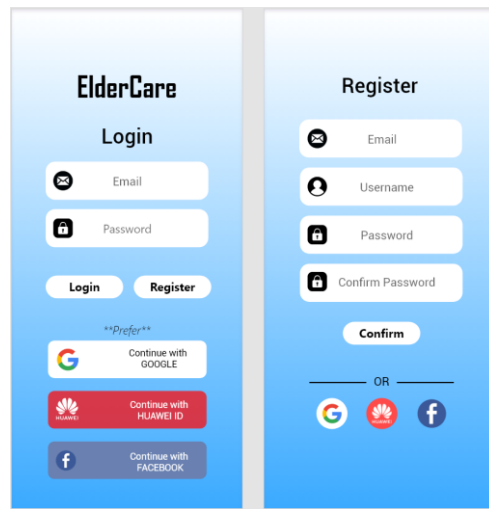 ElderCare
Login
Email
Password
Login
Register
**Prefer**
Continue with
GOOGLE
HUAWEI
Continue with
HUAWEI ID
Continue with
FACEBOOK
Register
Email
Username
Password
Confirm Password
Confirm
OR
HUAWEI